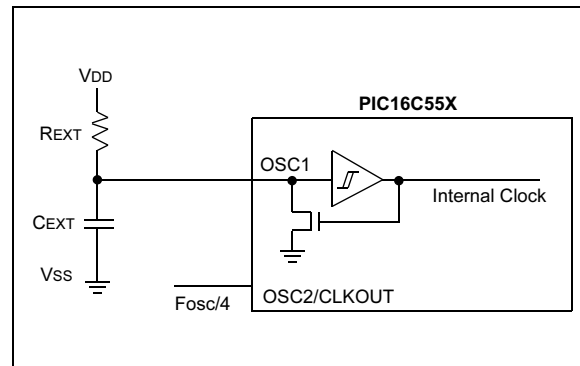 VDD
PIC16C55X
REXT
OSC1
Internal Clock
CEXT
VSS
OSC2/CLKOUT
Fosc/4